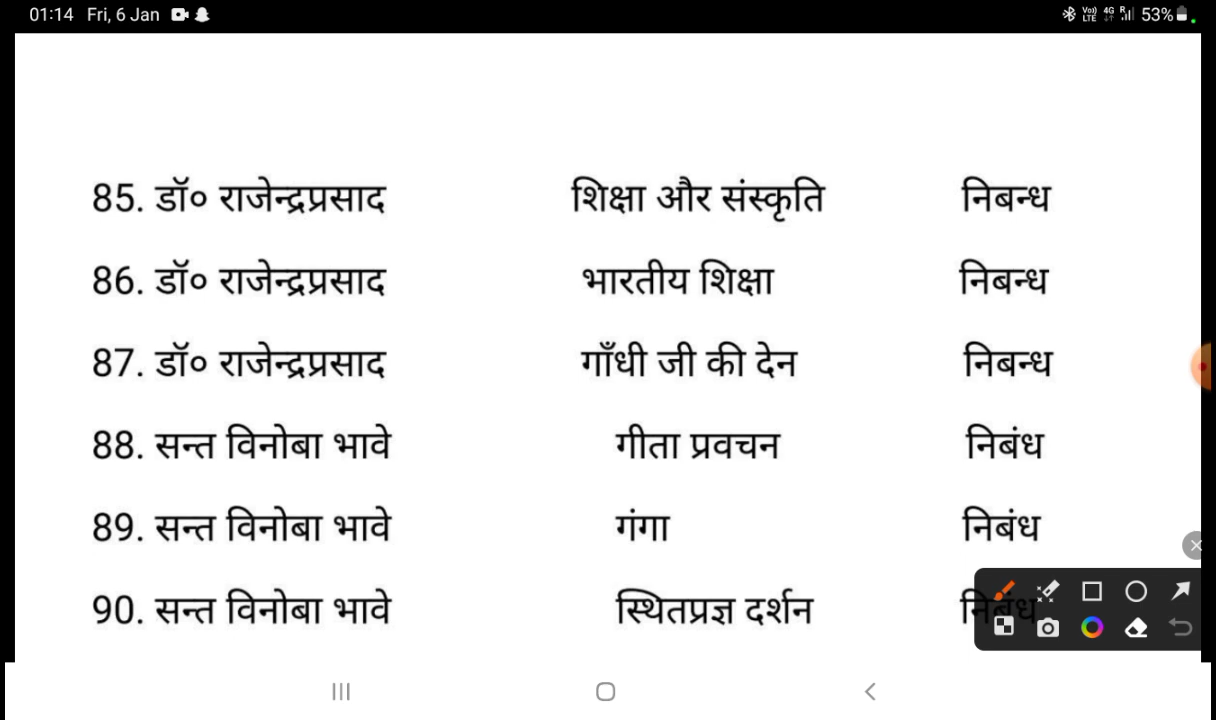 01:14 Fri, 6 Jan 53%
85. डॉ० राजेन्द्रप्रसाद शिक्षा और संस्कृति निबन्ध
86. डॉ० राजेन्द्रप्रसाद भारतीय शिक्षा निबन्ध
87. डॉ० राजेन्द्रप्रसाद गाँधी जी की देन निबन्ध
88. सन्त विनोबा भावे गीता प्रवचन निबंध
89. सन्त विनोबा भावे गंगा निबंध
90. सन्त विनोबा भावे स्थितप्रज्ञ दर्शन निबंध